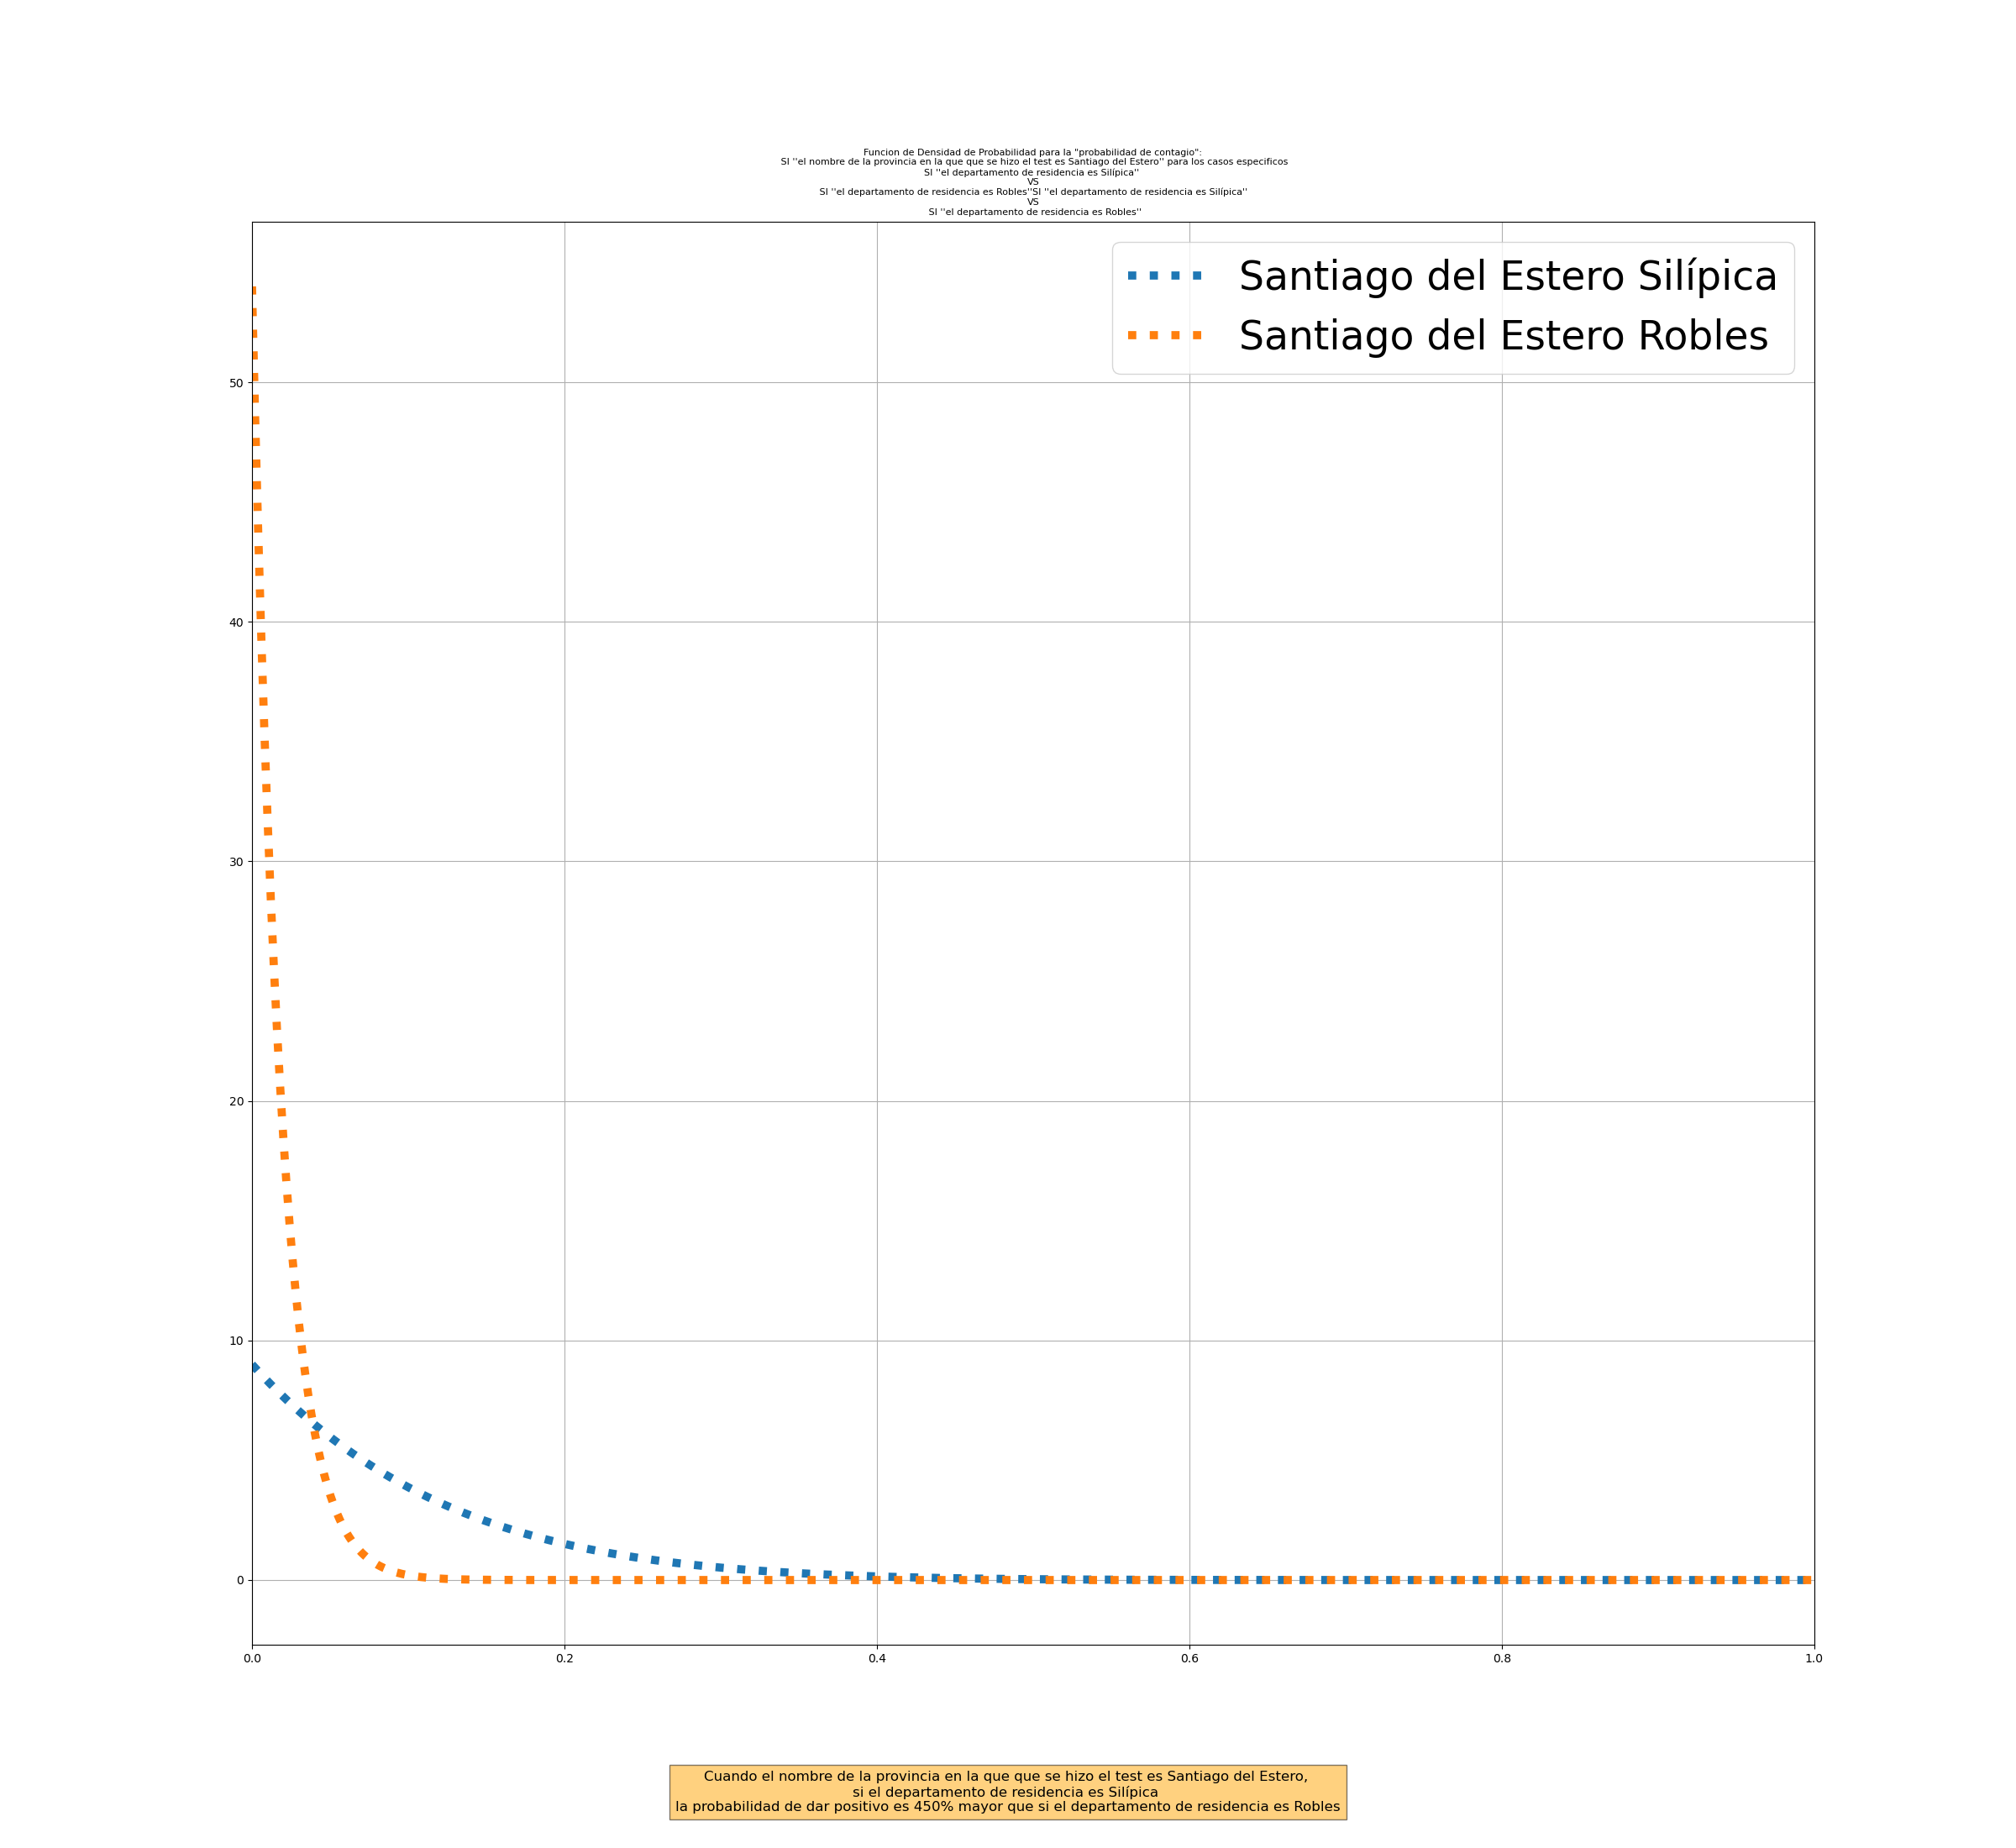 Funcion de Densidad de Probabilidad para la "probabilidad de contagio":
SI ''el nombre de la provincia en la que que se hizo el test es Santiago del Estero'' para los casos especificos
SI ''el departamento de residencia es Silípica''
VS
SI ''el departamento de residencia es Robles''SI ''el departamento de residencia es Silípica''
VS
SI ''el departamento de residencia es Robles''
Santiago del Estero Silípica
Santiago del Estero Robles
50
40
30
20
10
0
0.0 0.2 0.4 0.6 0.8 1.0
Cuando el nombre de la provincia en la que que se hizo el test es Santiago del Estero,
si el departamento de residencia es Silípica
la probabilidad de dar positivo es 450% mayor que si el departamento de residencia es Robles